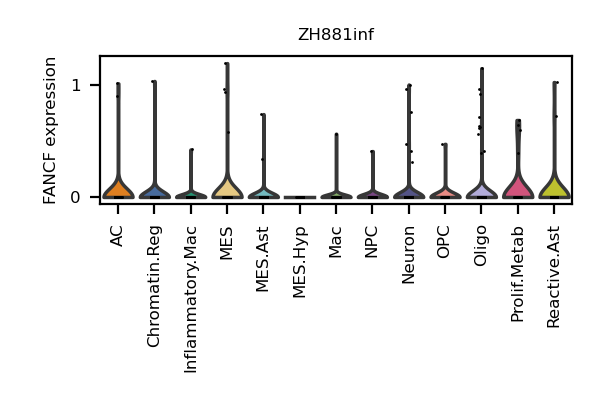 ZH881inf
FANCF expression
1
0
AC
Chromatin.Reg
Inflammatory.Mac
MES
MES.Ast
MES.Hyp
Mac
NPC
Neuron
OPC
Oligo
Prolif.Metab
Reactive.Ast